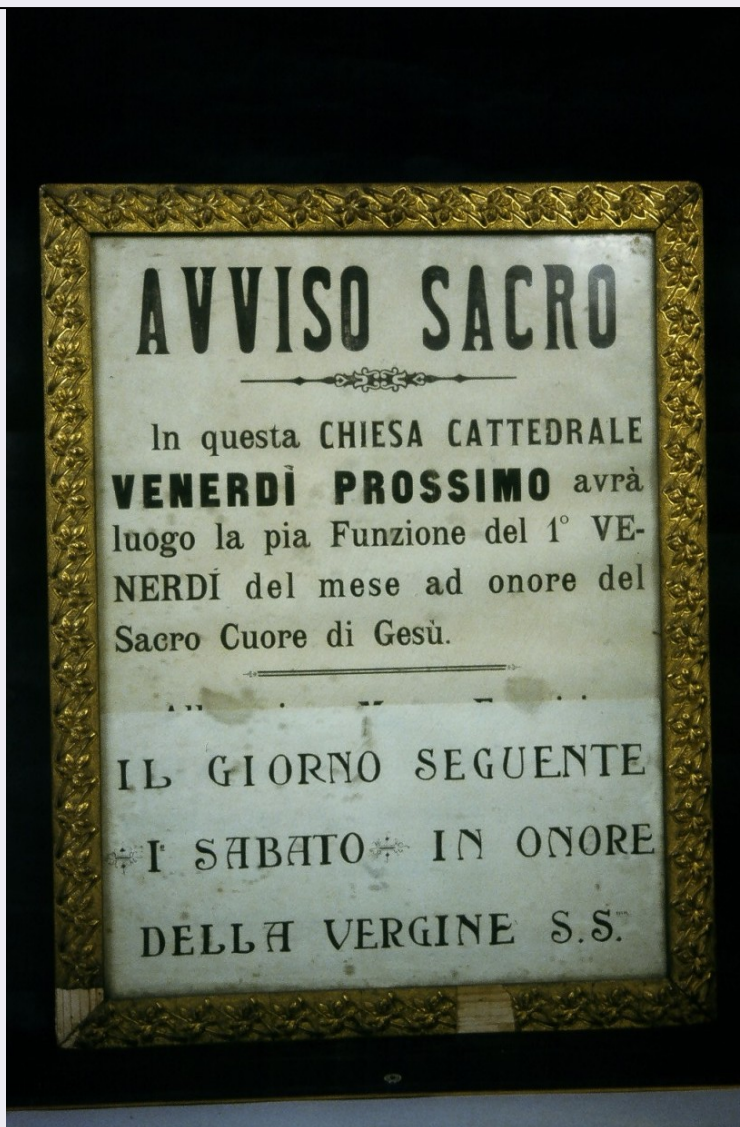 AVVISO SACRO
In questa CHIESA CATTEDRALE
VENERDÌ PROSSIMO avrà
luogo la pia Funzione del 1° VE-
NERDÍ del mese ad onore del
Sacro Cuore di Gesù.
IL GIORNO SEGUENTE
I° SABATO IN ONORE
DELLA VERGINE S.S.